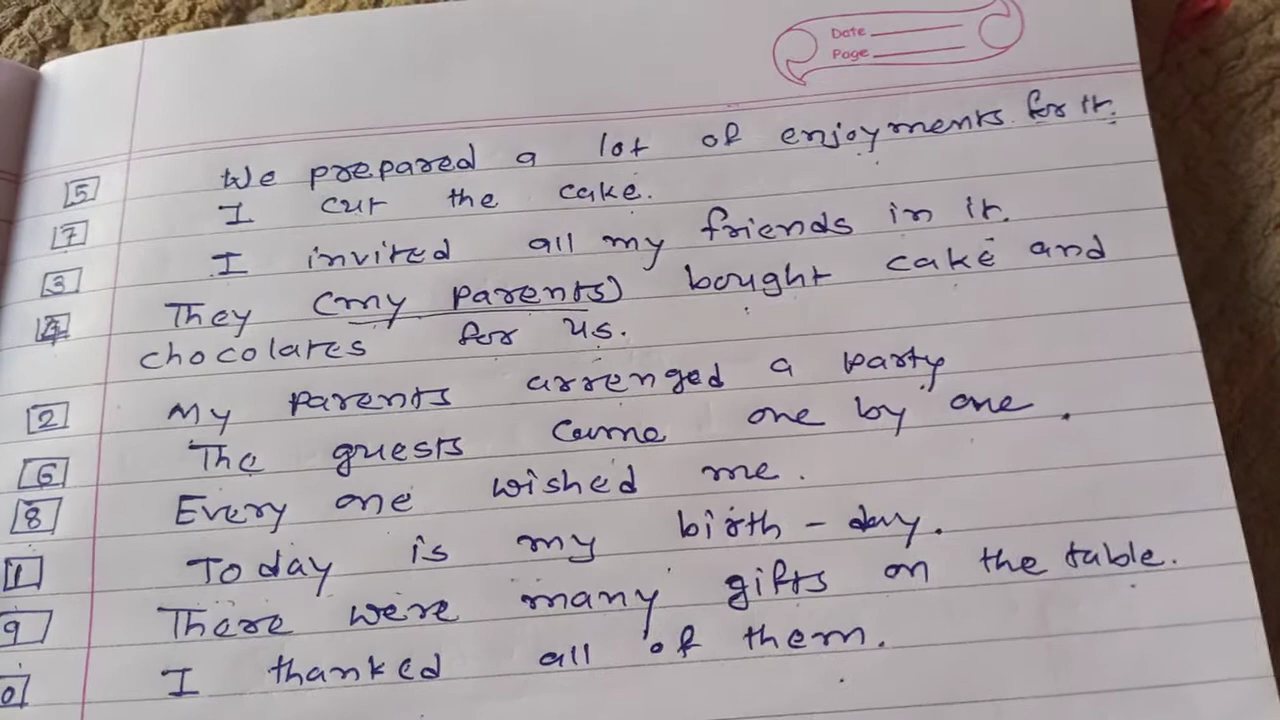 Date
Page
5 We prepared a lot of enjoyments for it.
7 I cut the cake.
3 I invited all my friends in it.
4 They (my parents) bought cake and
chocolates for us.
2 My parents arrenged a party
6 The guests came one by one.
8 Every one wished me.
1 Today is my birth-day.
9 There were many gifts on the table.
0 I thanked all of them.